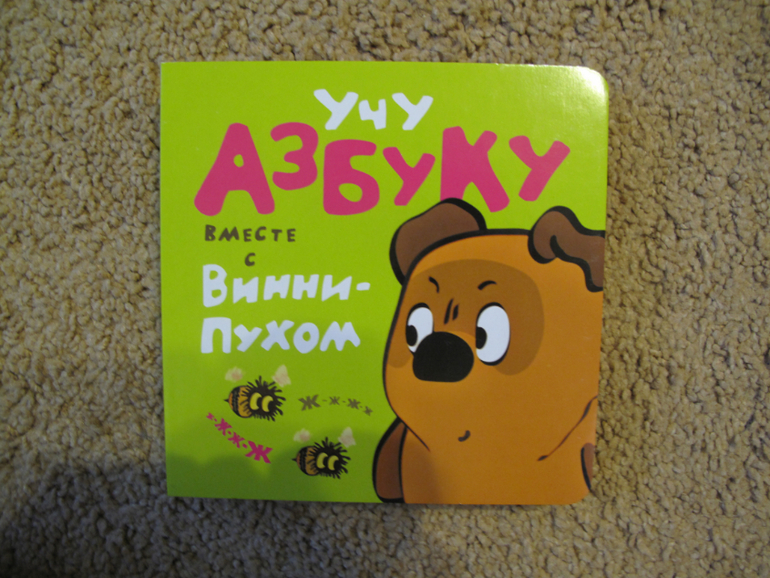 Учу
Азбуку
вместе
с
Винни-
Пухом
Ж-ж-ж-ж
ж-ж-ж-Ж